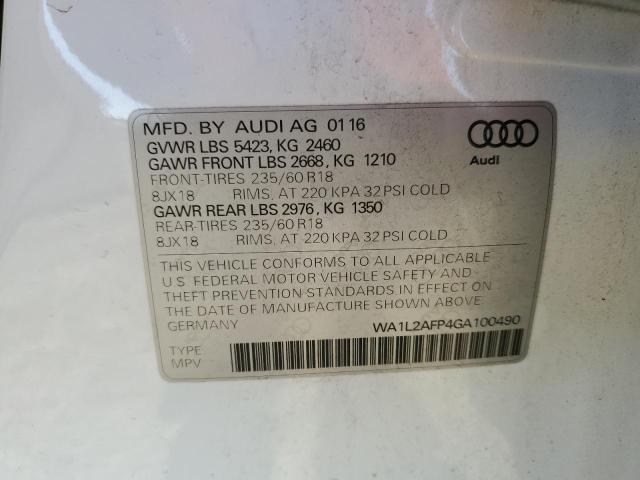 MFD. BY AUDI AG 01 16
GVWR LBS 5423, KG 2460
GAWR FRONT LBS 2668, KG 1210
FRONT-TIRES 235/60 R18
8JX18 RIMS, AT 220 KPA 32 PSI COLD
GAWR REAR LBS 2976, KG 1350
REAR-TIRES 235/60 R18
8JX18 RIMS, AT 220 KPA 32 PSI COLD
Audi
THIS VEHICLE CONFORMS TO ALL APPLICABLE
U.S. FEDERAL MOTOR VEHICLE SAFETY AND
THEFT PREVENTION STANDARDS IN EFFECT ON
THE DATE OF MANUFACTURE SHOWN ABOVE
WA1L2AFP4GA100490
TYPE
MPV